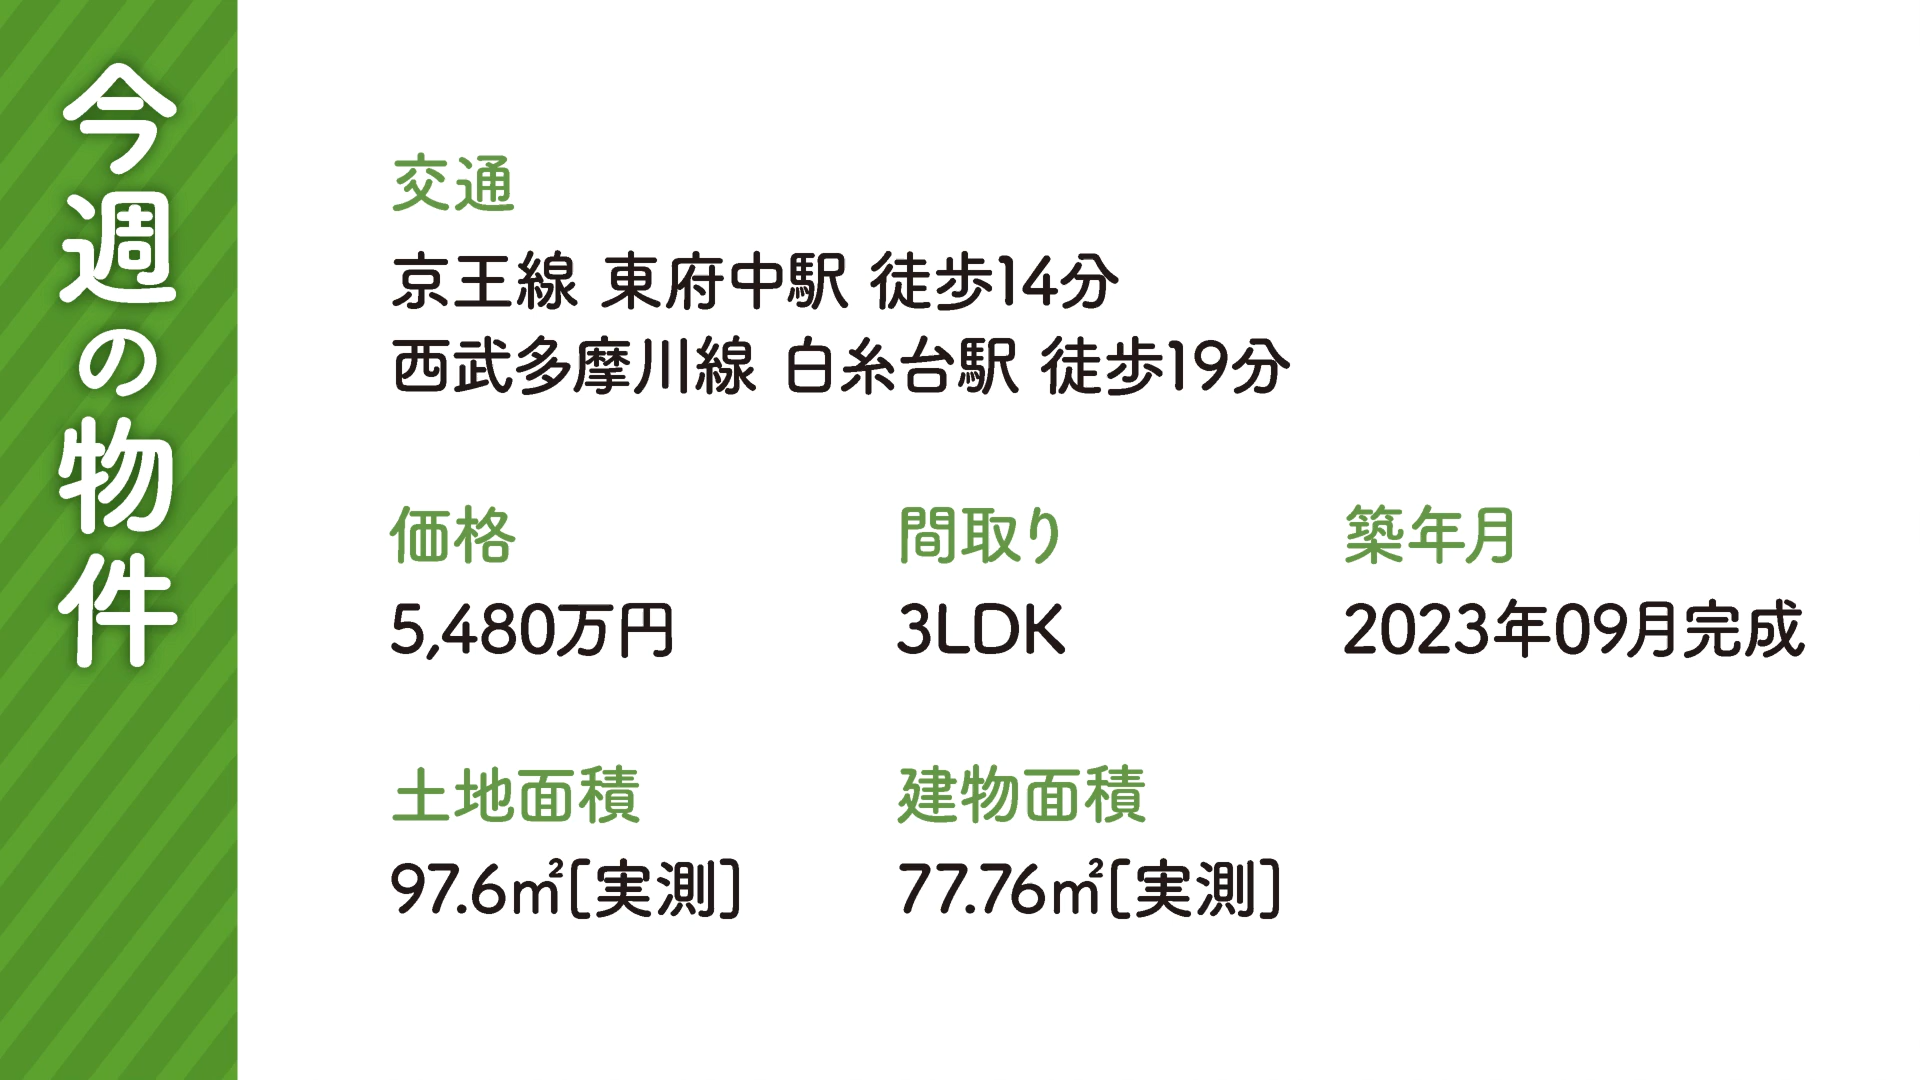 今週の物件
交通
京王線 東府中駅 徒歩14分
西武多摩川線 白糸台駅 徒歩19分
価格
5,480万円
間取り
3LDK
築年月
2023年09月完成
土地面積
97.6㎡[実測]
建物面積
77.76㎡[実測]